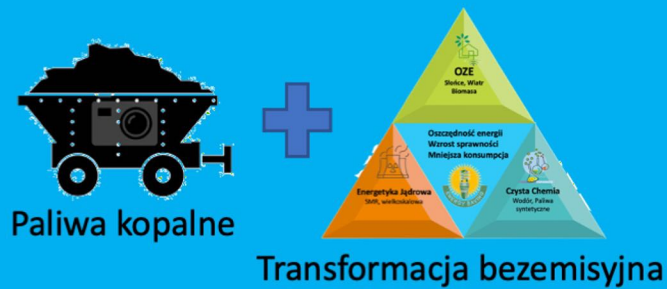 OZE
Słońce, Wiatr
Biomasa
Oszczędność energii
Wzrost sprawności
Mniejsza konsumpcja
Energetyka Jądrowa
SMR, wielkoskalowa
Czysta Chemia
Wodór, Paliwa
syntetyczne
Paliwa kopalne
Transformacja bezemisyjna